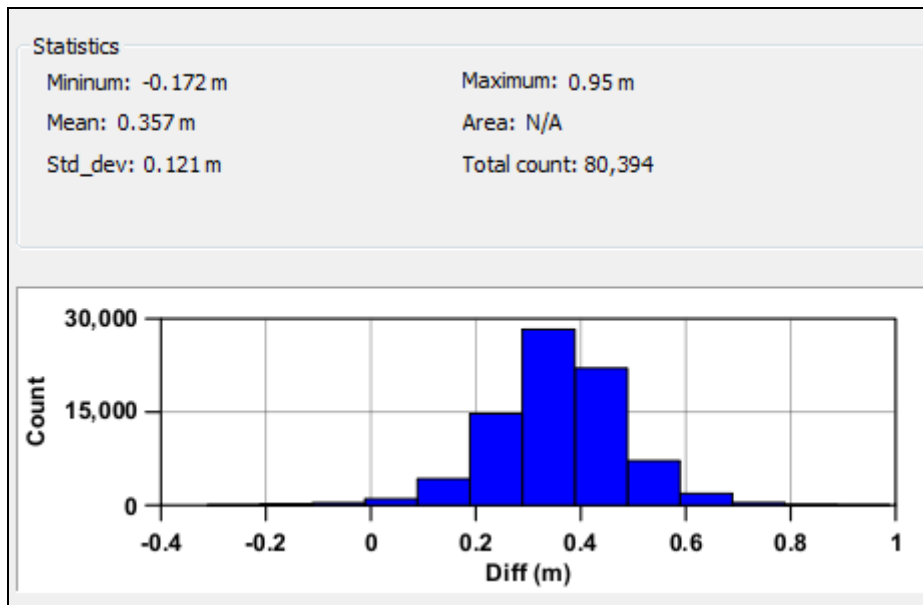 Statistics
Mininum: -0.172 m
Maximum: 0.95 m
Mean: 0.357 m
Area: N/A
Std_dev: 0.121 m
Total count: 80,394
30,000
15,000
0
Count
-0.4 -0.2 0 0.2 0.4 0.6 0.8 1
Diff (m)